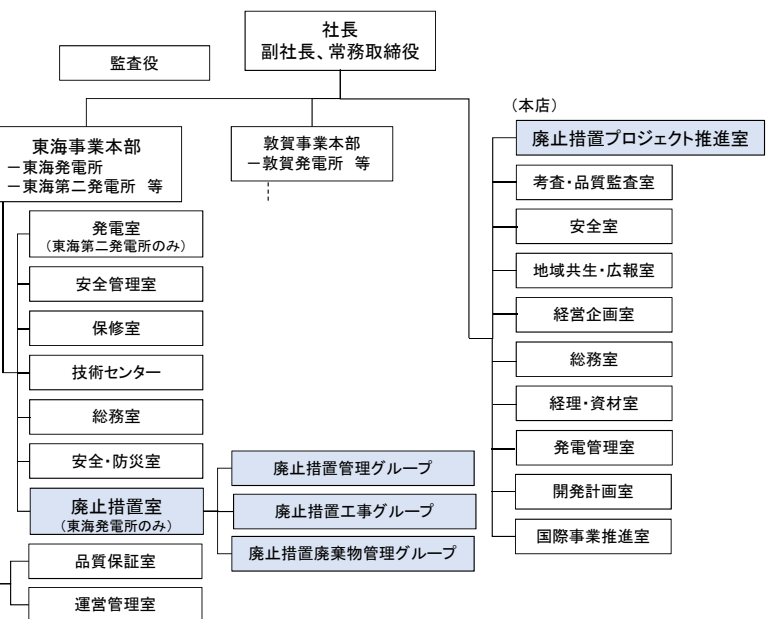 社長
副社長、常務取締役
監査役
東海事業本部
－東海発電所
－東海第二発電所 等
敦賀事業本部
－敦賀発電所 等
（本店）
廃止措置プロジェクト推進室
考査・品質監査室
安全室
地域共生・広報室
経営企画室
総務室
経理・資材室
発電管理室
開発計画室
国際事業推進室
発電室
（東海第二発電所のみ）
安全管理室
保修室
技術センター
総務室
安全・防災室
廃止措置室
（東海発電所のみ）
廃止措置管理グループ
廃止措置工事グループ
廃止措置廃棄物管理グループ
品質保証室
運営管理室